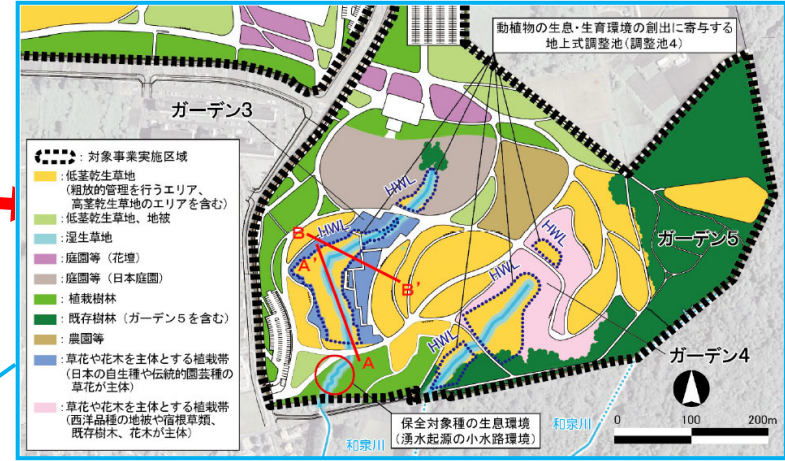 動植物の生息・生育環境の創出に寄与する
地上式調整池（調整池4）
ガーデン3
：対象事業実施区域
：低茎乾生草地
（粗放的管理を行うエリア、
高茎乾生草地のエリアを含む）
：低茎乾生草地、地被
：湿生草地
：庭園等（花壇）
：庭園等（日本庭園）
：植栽樹林
：既存樹林（ガーデン5を含む）
：農園等
：草花や花木を主体とする植栽帯
（日本の自生種や伝統的園芸種の
草花が主体）
：草花や花木を主体とする植栽帯
（西洋品種の地被や宿根草類、
既存樹木、花木が主体）
HWL
HWL
HWL
HWL
HWL
B
A'
B'
A
ガーデン5
ガーデン4
保全対象種の生息環境
（湧水起源の小水路環境）
和泉川
和泉川
0 100 200m